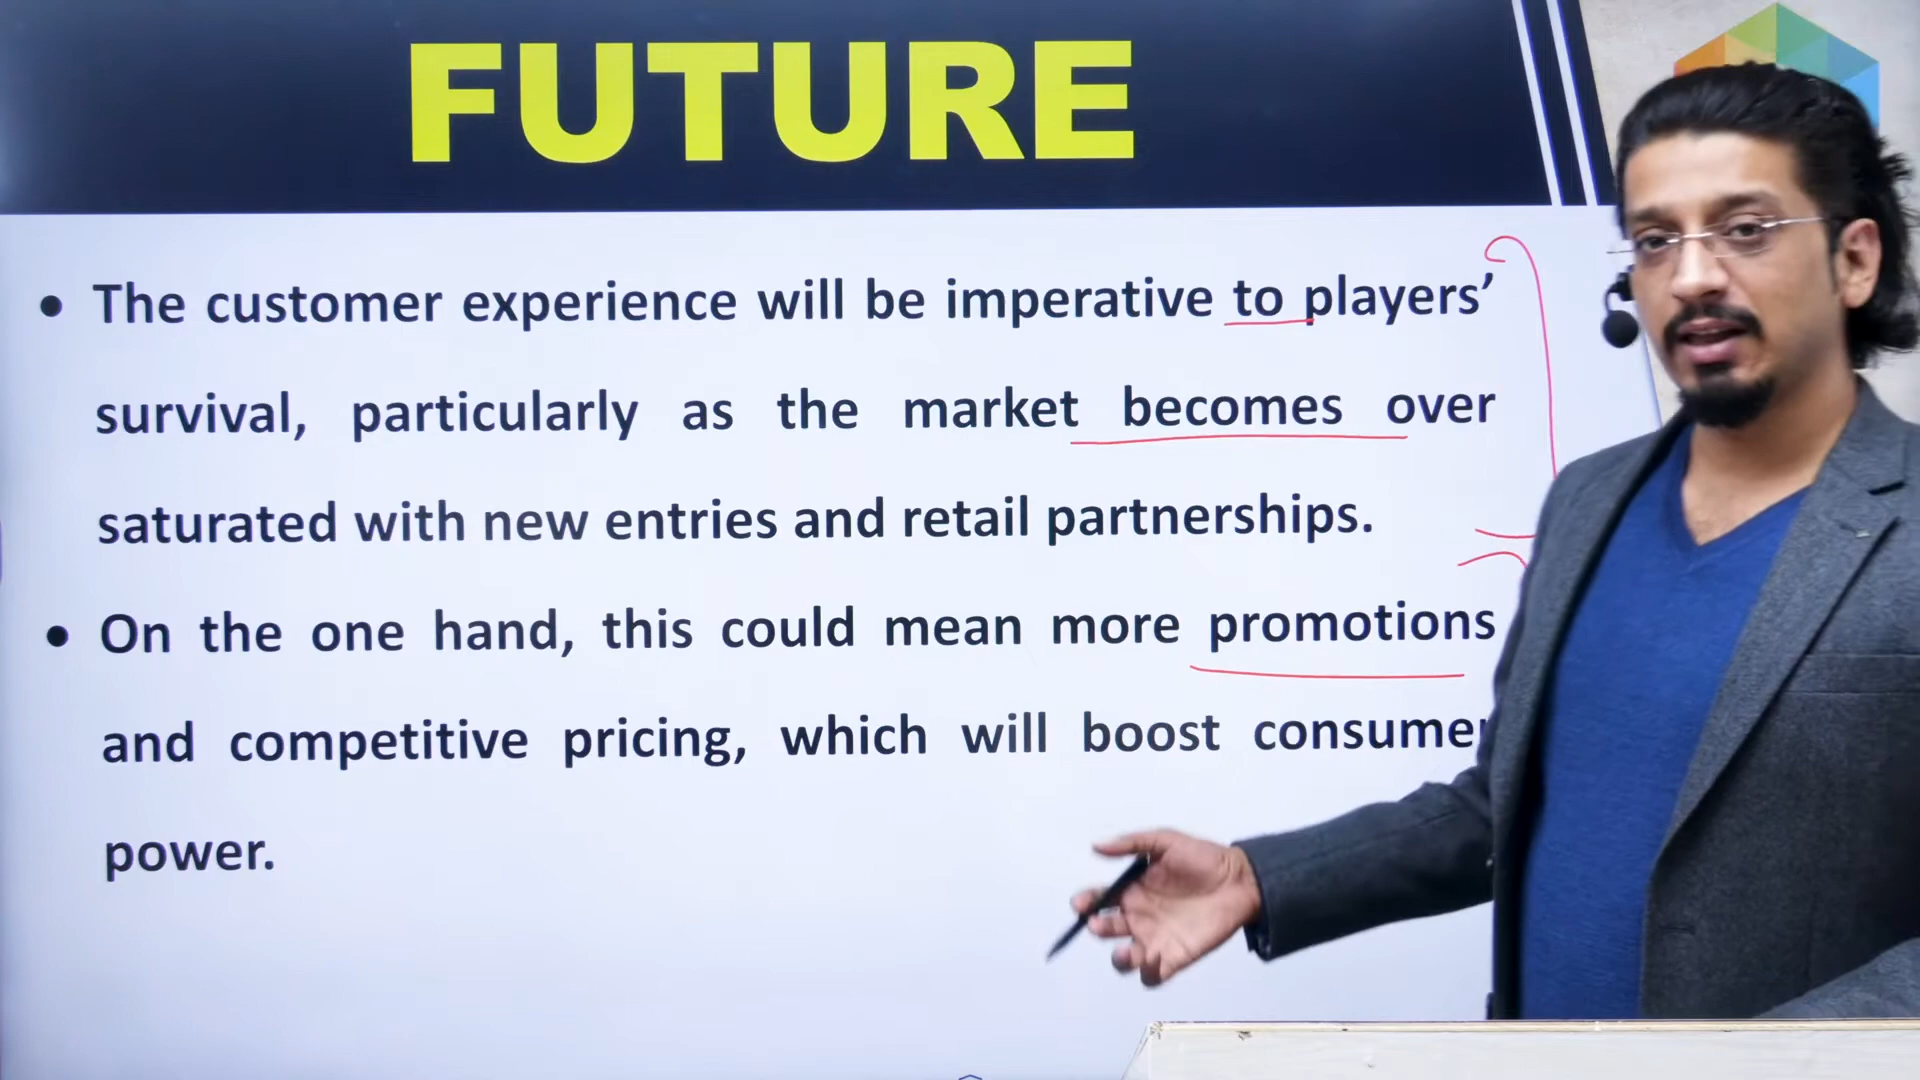 FUTURE
• The customer experience will be imperative to players’
survival, particularly as the market becomes over
saturated with new entries and retail partnerships.
• On the one hand, this could mean more promotions
and competitive pricing, which will boost consumer
power.